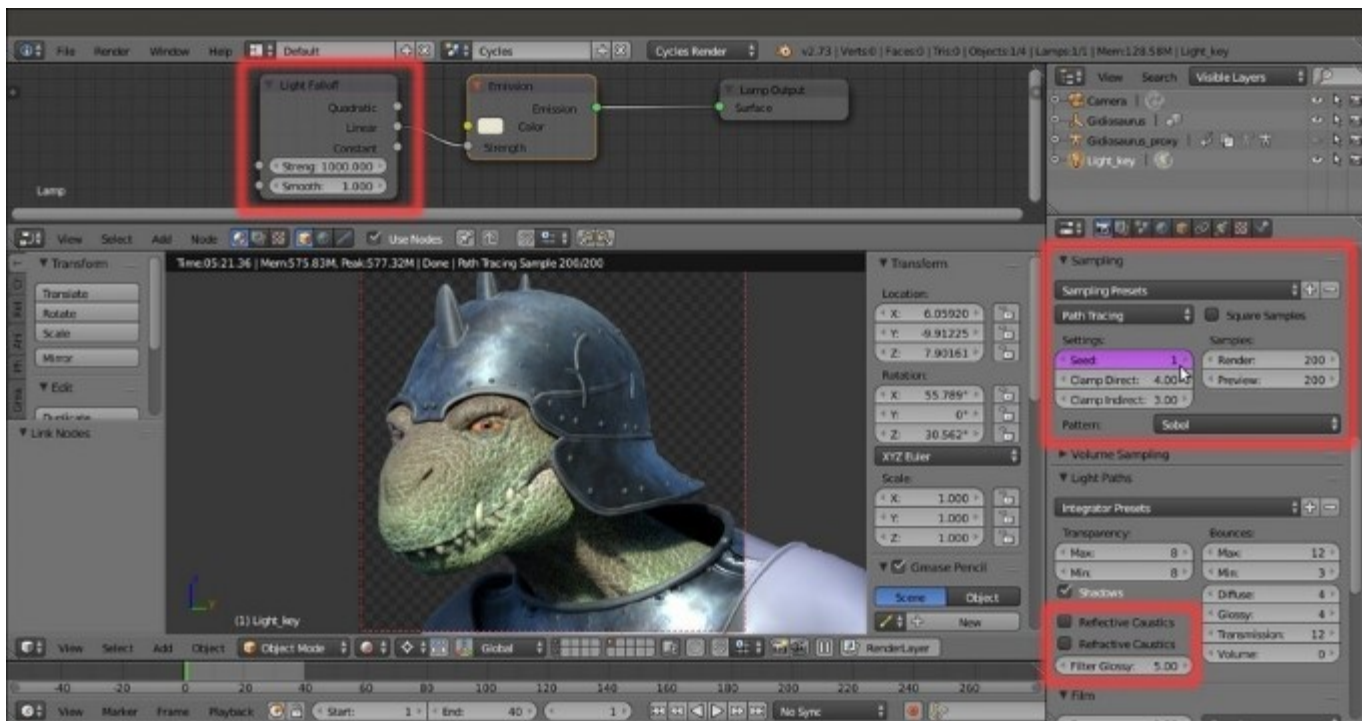 File Render Window Help Default Cycles Cycles Render v2.73 | Verts:0 | Faces:0 | Tris:0 | Objects:1/4 | Lamps:1/1 | Mem:128.58M | Light_key
Light Falloff
Quadratic
Linear
Constant
Streng: 1000.000
Smooth: 1.000
Emission
Emission
Color
Strength
Lamp Output
Surface
Lamp
View Search Visible Layers
Camera
Gidiosaurus
Gidiosaurus_proxy
Light_key
View Select Add Node Use Nodes
Transform
Translate
Rotate
Scale
Mirror
Edit
Duplicate
Link Nodes
Time:05:21.36 | Mem:575.83M, Peak:577.32M | Done | Path Tracing Sample 200/200
(1) Light_key
Transform
Location:
X: 6.05920
Y: -9.91225
Z: 7.90161
Rotation:
X: 55.789°
Y: 0°
Z: 30.562°
XYZ Euler
Scale:
X: 1.000
Y: 1.000
Z: 1.000
Grease Pencil
Scene Object
New
Sampling
Sampling Presets
Path Tracing Square Samples
Settings: Samples:
Seed: 1 Render: 200
Clamp Direct: 4.00 Preview: 200
Clamp Indirect: 3.00
Pattern: Sobol
Volume Sampling
Light Paths
Integrator Presets
Transparency: Bounces:
Max: 8 Max: 12
Min: 8 Min: 3
Shadows Diffuse: 4
Reflective Caustics Glossy: 4
Refractive Caustics Transmission: 12
Filter Glossy: 5.00 Volume: 0
Film
View Select Add Object Object Mode Global RenderLayer
-40 -20 0 20 40 60 80 100 120 140 160 180 200 220 240 260
View Marker Frame Playback Start: 1 End: 40 1 No Sync